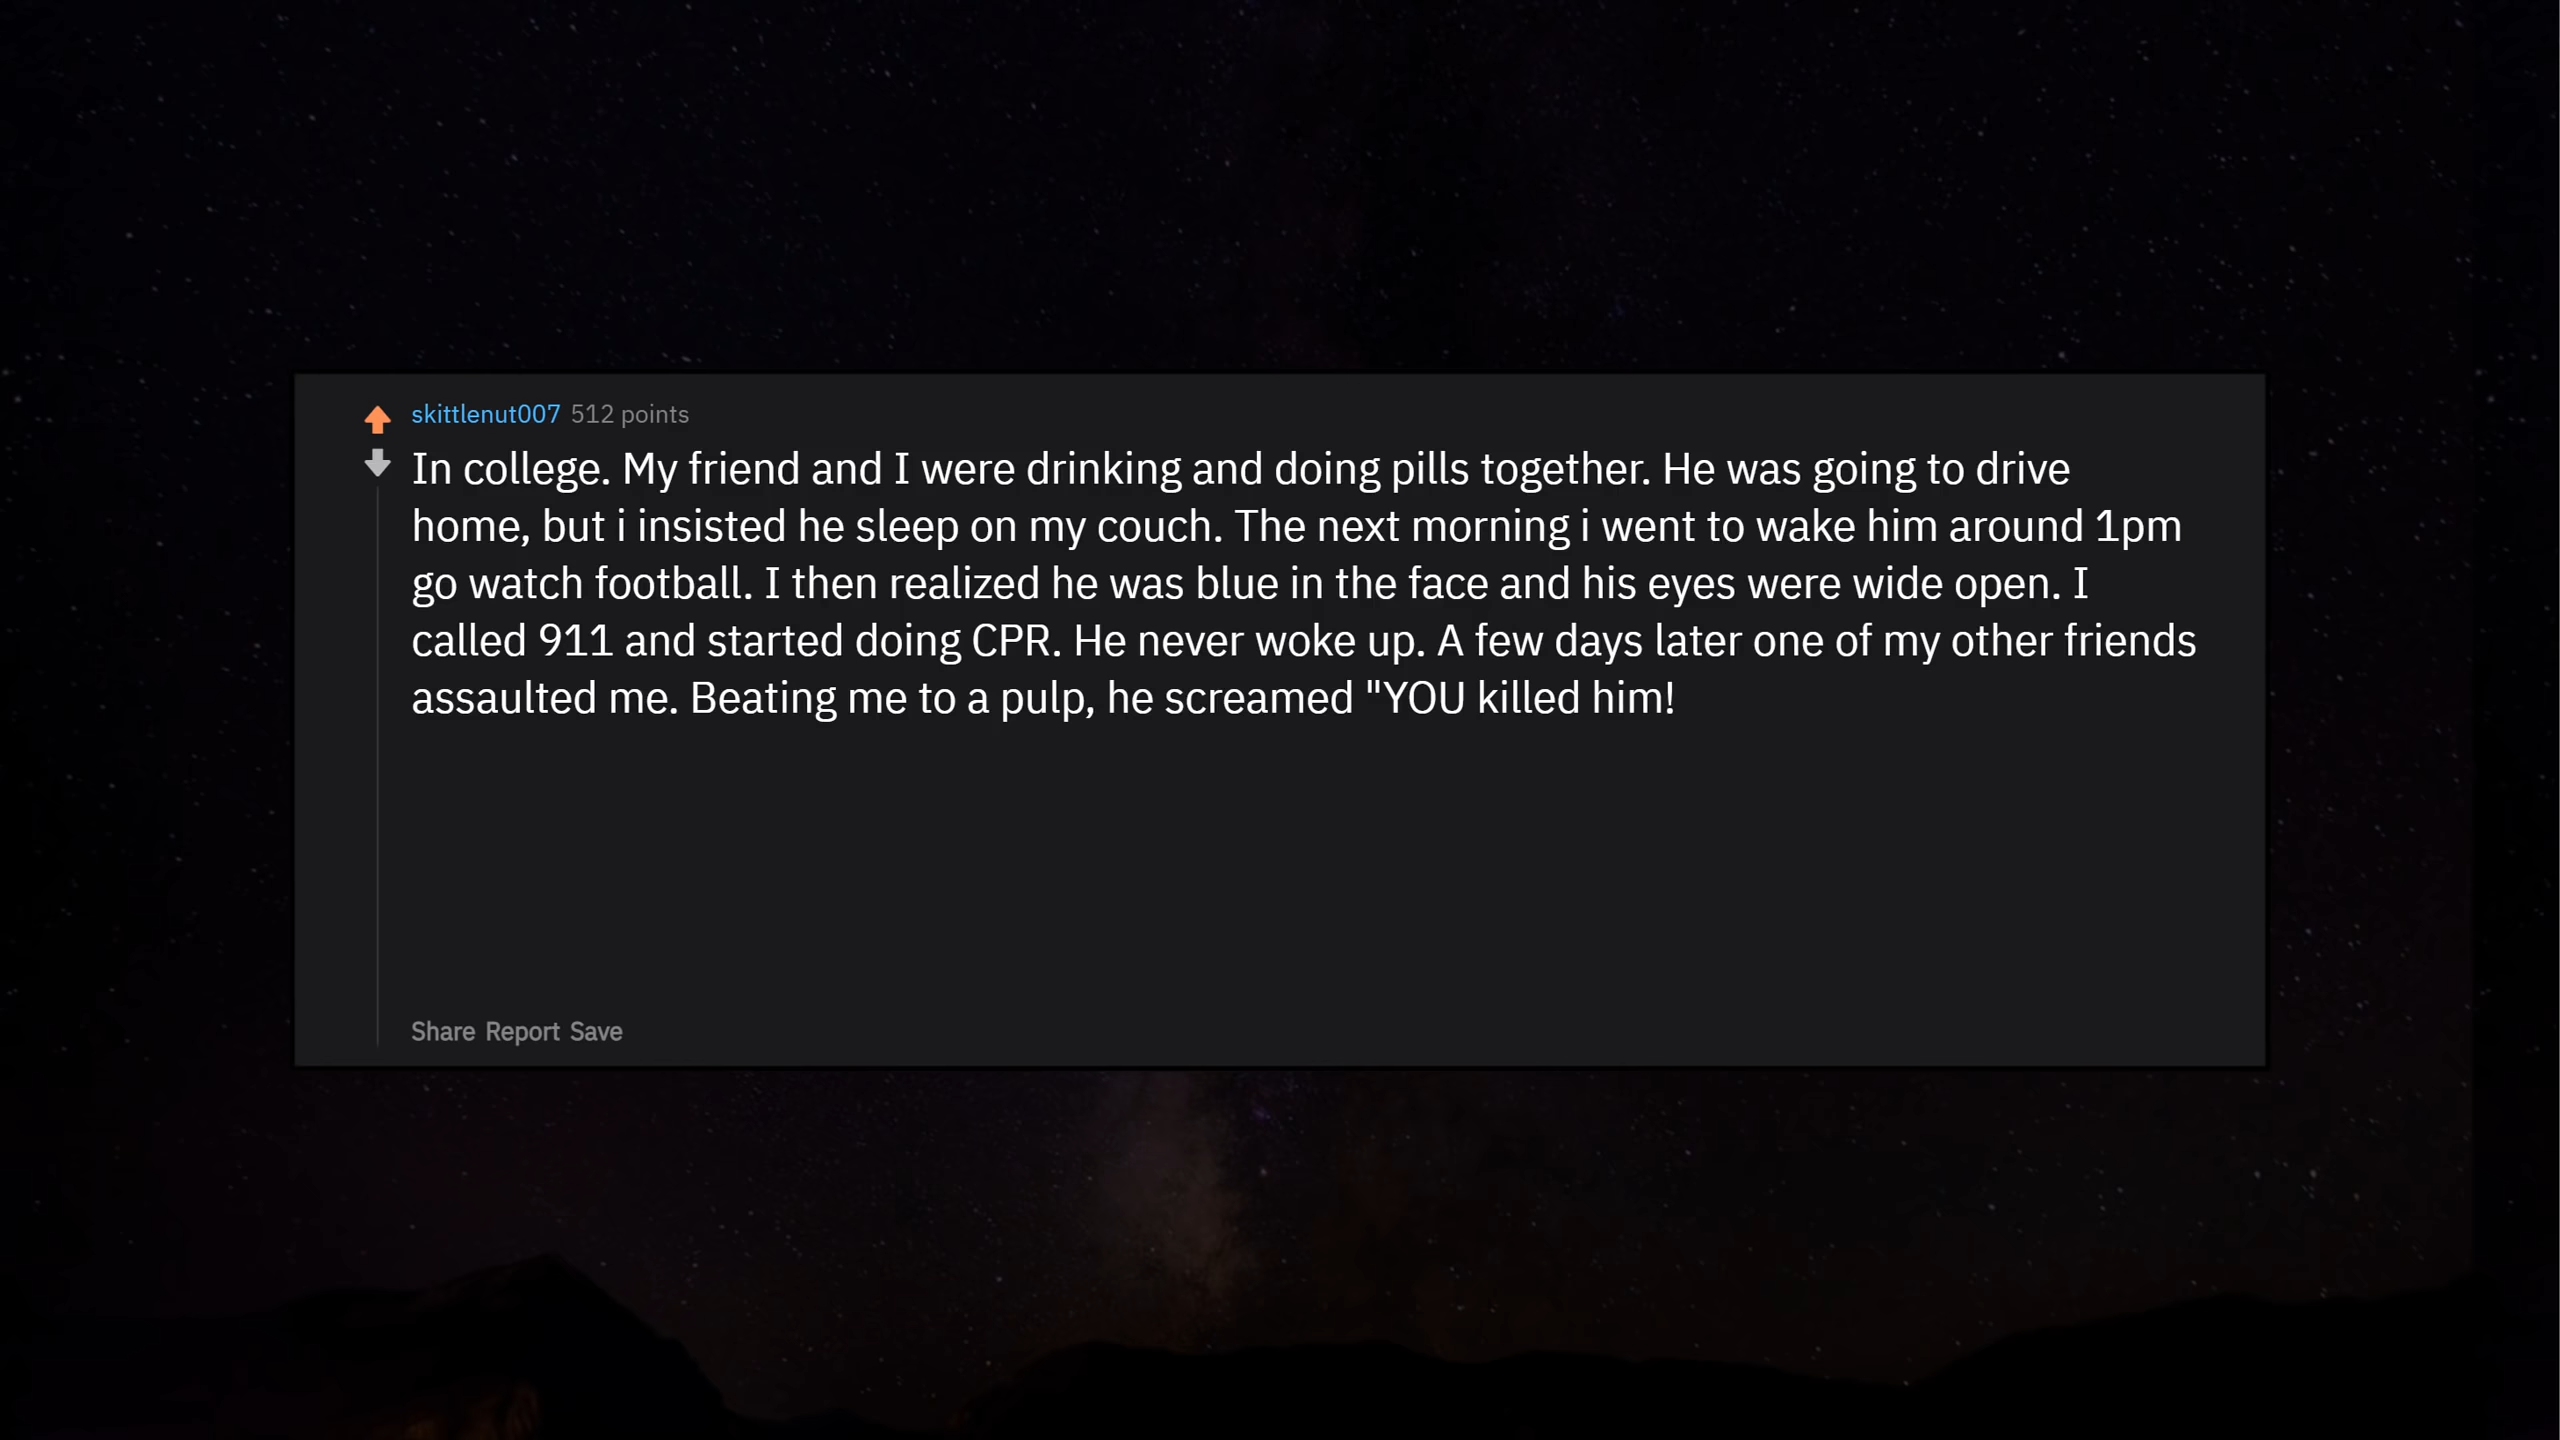 skittlenut007 512 points
In college. My friend and I were drinking and doing pills together. He was going to drive
home, but i insisted he sleep on my couch. The next morning i went to wake him around 1pm
go watch football. I then realized he was blue in the face and his eyes were wide open. I
called 911 and started doing CPR. He never woke up. A few days later one of my other friends
assaulted me. Beating me to a pulp, he screamed "YOU killed him!
Share Report Save